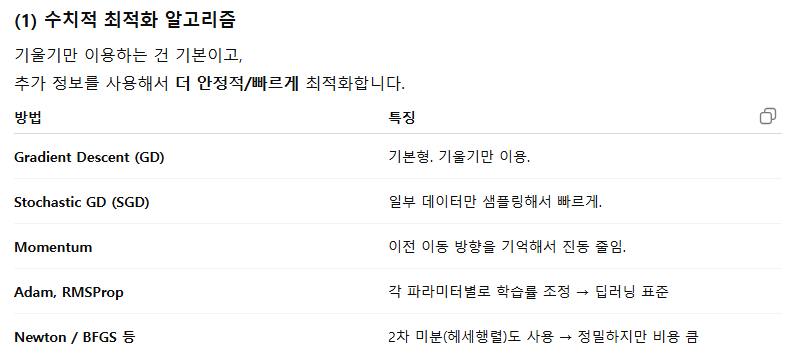 (1) 수치적 최적화 알고리즘
기울기만 이용하는 건 기본이고,
추가 정보를 사용해서 더 안정적/빠르게 최적화합니다.
방법 특징
Gradient Descent (GD) 기본형. 기울기만 이용.
Stochastic GD (SGD) 일부 데이터만 샘플링해서 빠르게.
Momentum 이전 이동 방향을 기억해서 진동 줄임.
Adam, RMSProp 각 파라미터별로 학습률 조정 → 딥러닝 표준
Newton / BFGS 등 2차 미분(헤세행렬)도 사용 → 정밀하지만 비용 큼